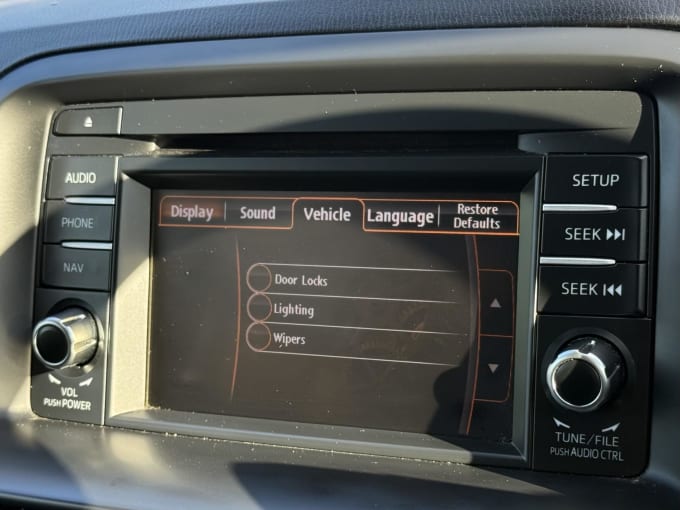 AUDIO
PHONE
NAV
VOL
PUSH POWER
Display
Sound
Vehicle
Language
Restore
Defaults
Door Locks
Lighting
Wipers
SETUP
SEEK
SEEK
TUNE/FILE
PUSH AUDIO CTRL